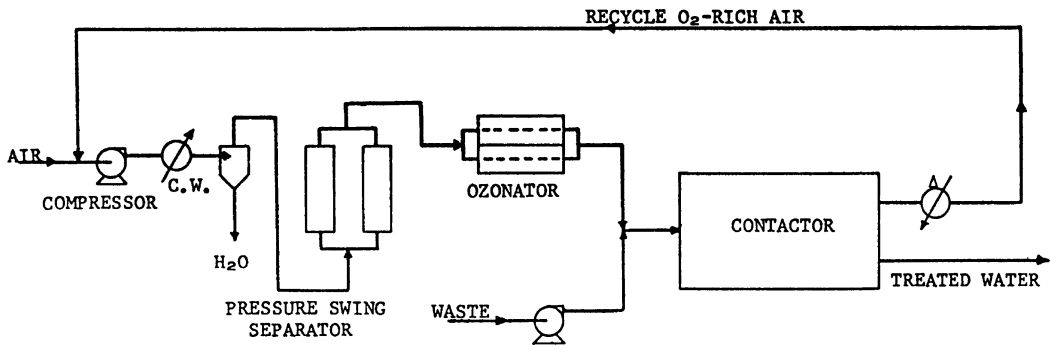 RECYCLE O₂-RICH AIR
AIR
COMPRESSOR
C.W.
H₂O
PRESSURE SWING
SEPARATOR
OZONATOR
WASTE
CONTACTOR
Δ
TREATED WATER